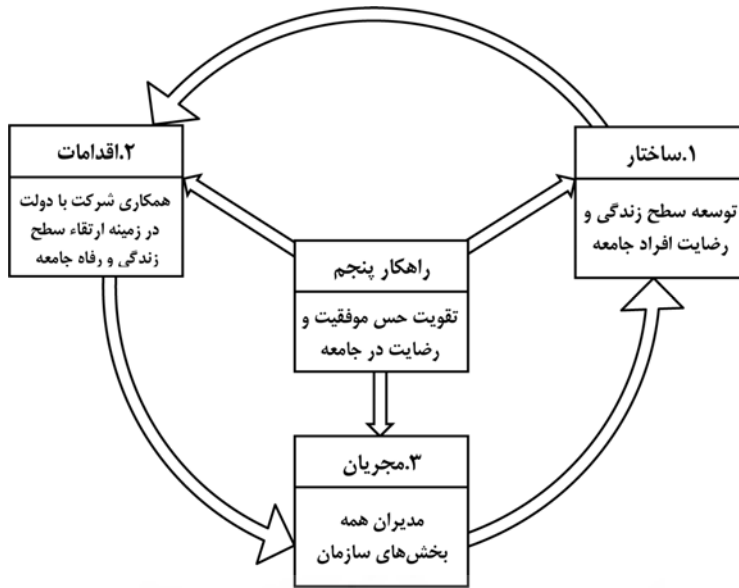 ۱.ساختار
توسعه سطح زندگی و
رضایت افراد جامعه
۲.اقدامات
همکاری شرکت با دولت
در زمینه ارتقاء سطح
زندگی و رفاه جامعه
راهکار پنجم
تقویت حس موفقیت و
رضایت در جامعه
۳.مجریان
مدیران همه
بخش‌های سازمان